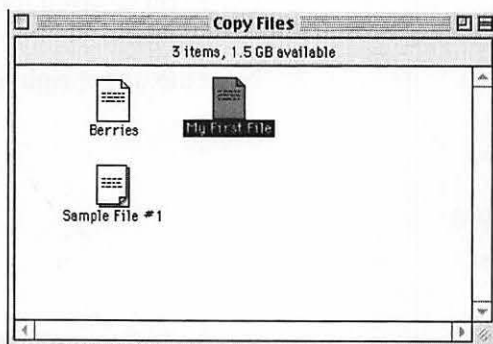 Copy Files
3 items, 1.5 GB available
Berries
My First File
Sample File #1